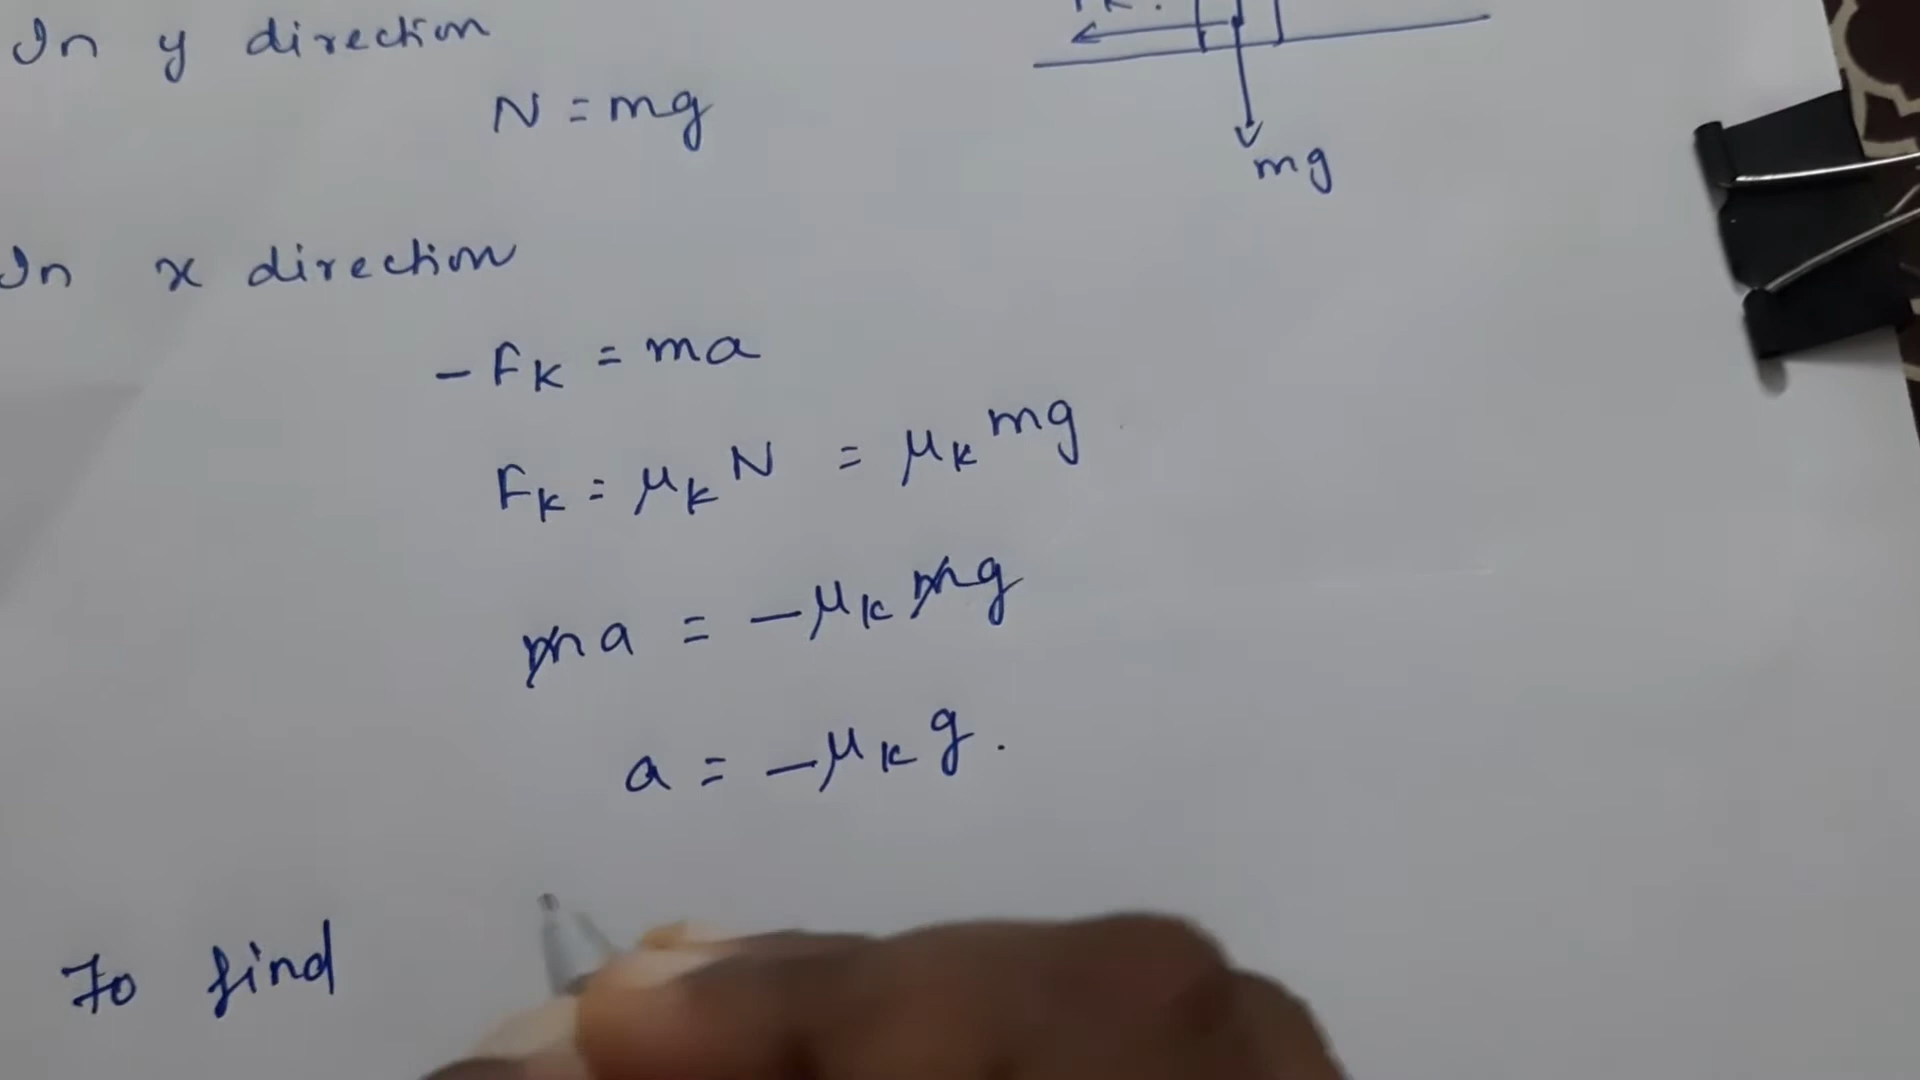 In y direction
N = mg
mg
In x direction
- Fk = ma
Fk = μk N = μk mg
ma = - μk mg
a = - μk g.
To find